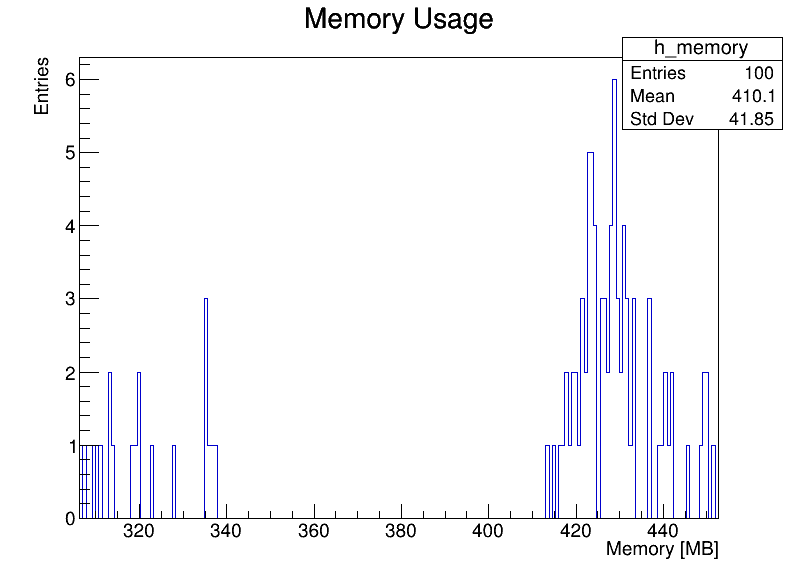 Memory Usage
h_memory
Entries 100
Mean 410.1
Std Dev 41.85
Entries
6
5
4
3
2
1
0
320 340 360 380 400 420 440
Memory [MB]